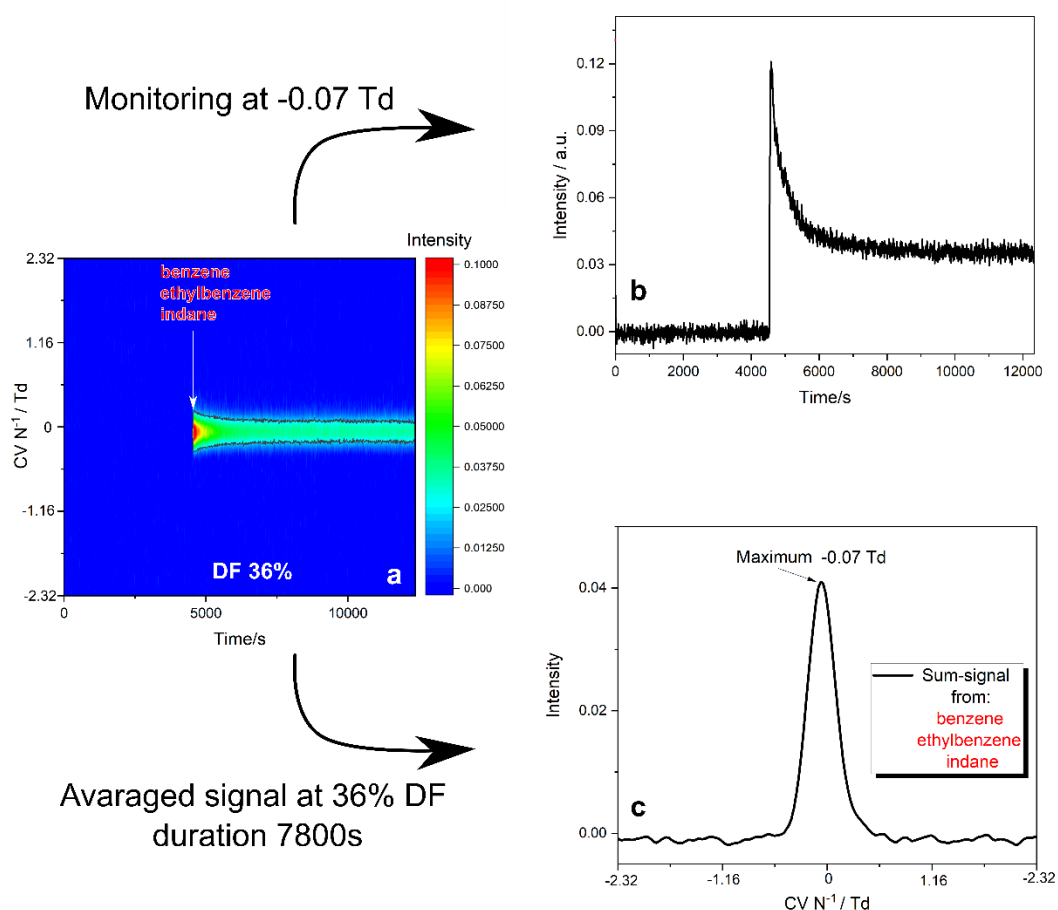 Monitoring at -0.07 Td
Intensity
benzene
ethylbenzene
indane
2.32
1.16
0
-1.16
-2.32
CV N⁻¹ / Td
0.1000
0.08750
0.07500
0.06250
0.05000
0.03750
0.02500
0.01250
0.000
DF 36%
a
0
5000
10000
Time/s
Avaraged signal at 36% DF
duration 7800s
0.12
0.09
0.06
0.03
0.00
Intensity / a.u.
b
0
2000
4000
6000
8000
10000
12000
Time/s
Maximum -0.07 Td
0.04
0.02
0.00
Intensity
Sum-signal
from:
benzene
ethylbenzene
indane
c
-2.32
-1.16
0
1.16
-2.32
CV N⁻¹ / Td